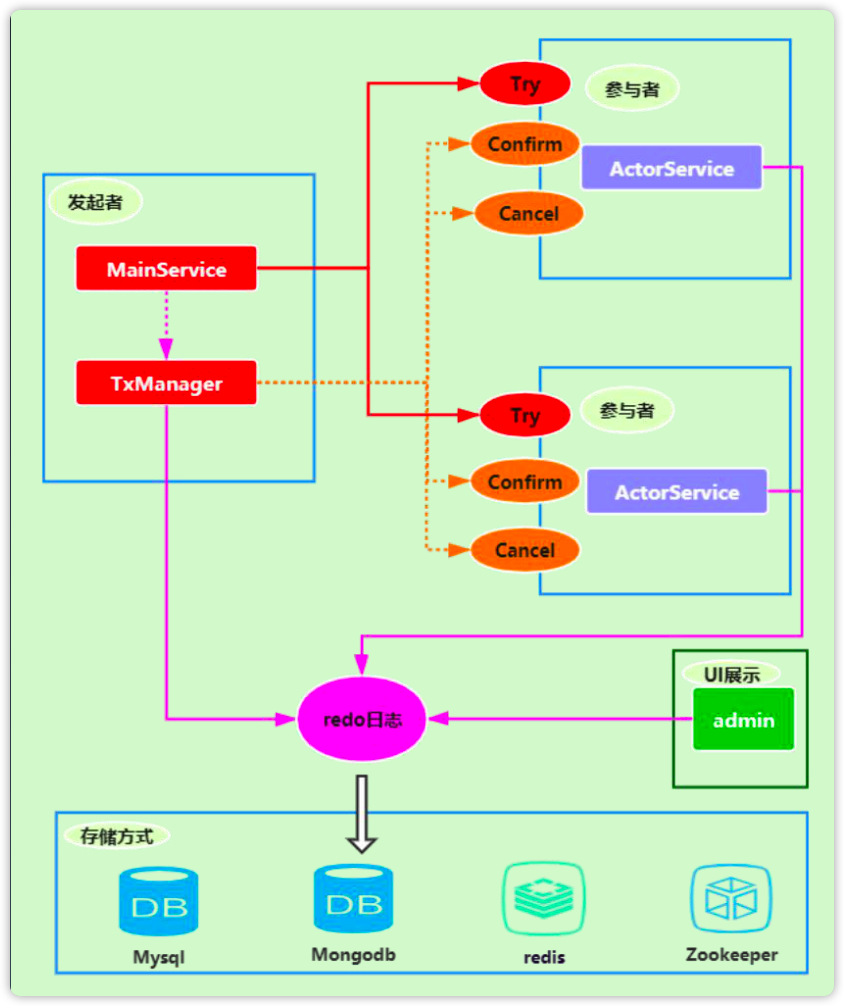 Try
参与者
Confirm
ActorService
Cancel
发起者
MainService
TxManager
Try
参与者
Confirm
ActorService
Cancel
UI展示
redo日志
admin
存储方式
DB
DB
Mysql
Mongodb
redis
Zookeeper